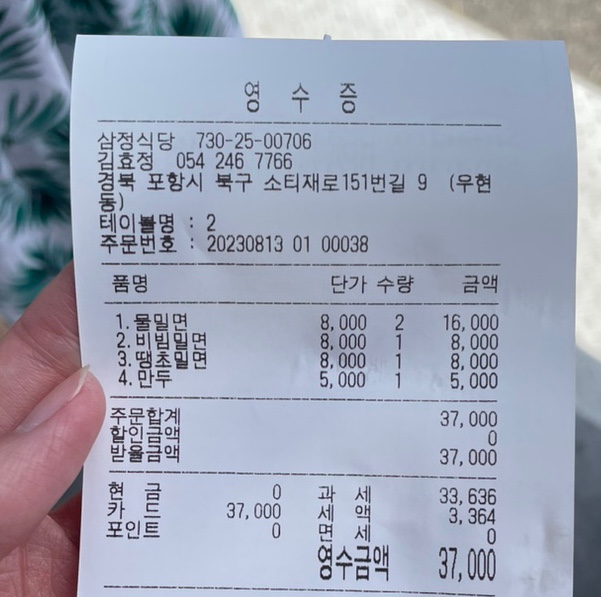 영 수 증
삼정식당 730-25-00706
김효정 054 246 7766
경북 포항시 북구 소티재로151번길 9 (우현
동)
테이블명 : 2
주문번호 : 20230813 01 00038
품명 단가 수량 금액
1. 물밀면 8,000 2 16,000
2. 비빔밀면 8,000 1 8,000
3. 땡초밀면 8,000 1 8,000
4. 만두 5,000 1 5,000
주문합계 37,000
할인금액 0
받을금액 37,000
현 금 0 과 세 33,636
카 드 37,000 세 액 3,364
포인트 0 면 세 0
영수금액 37,000